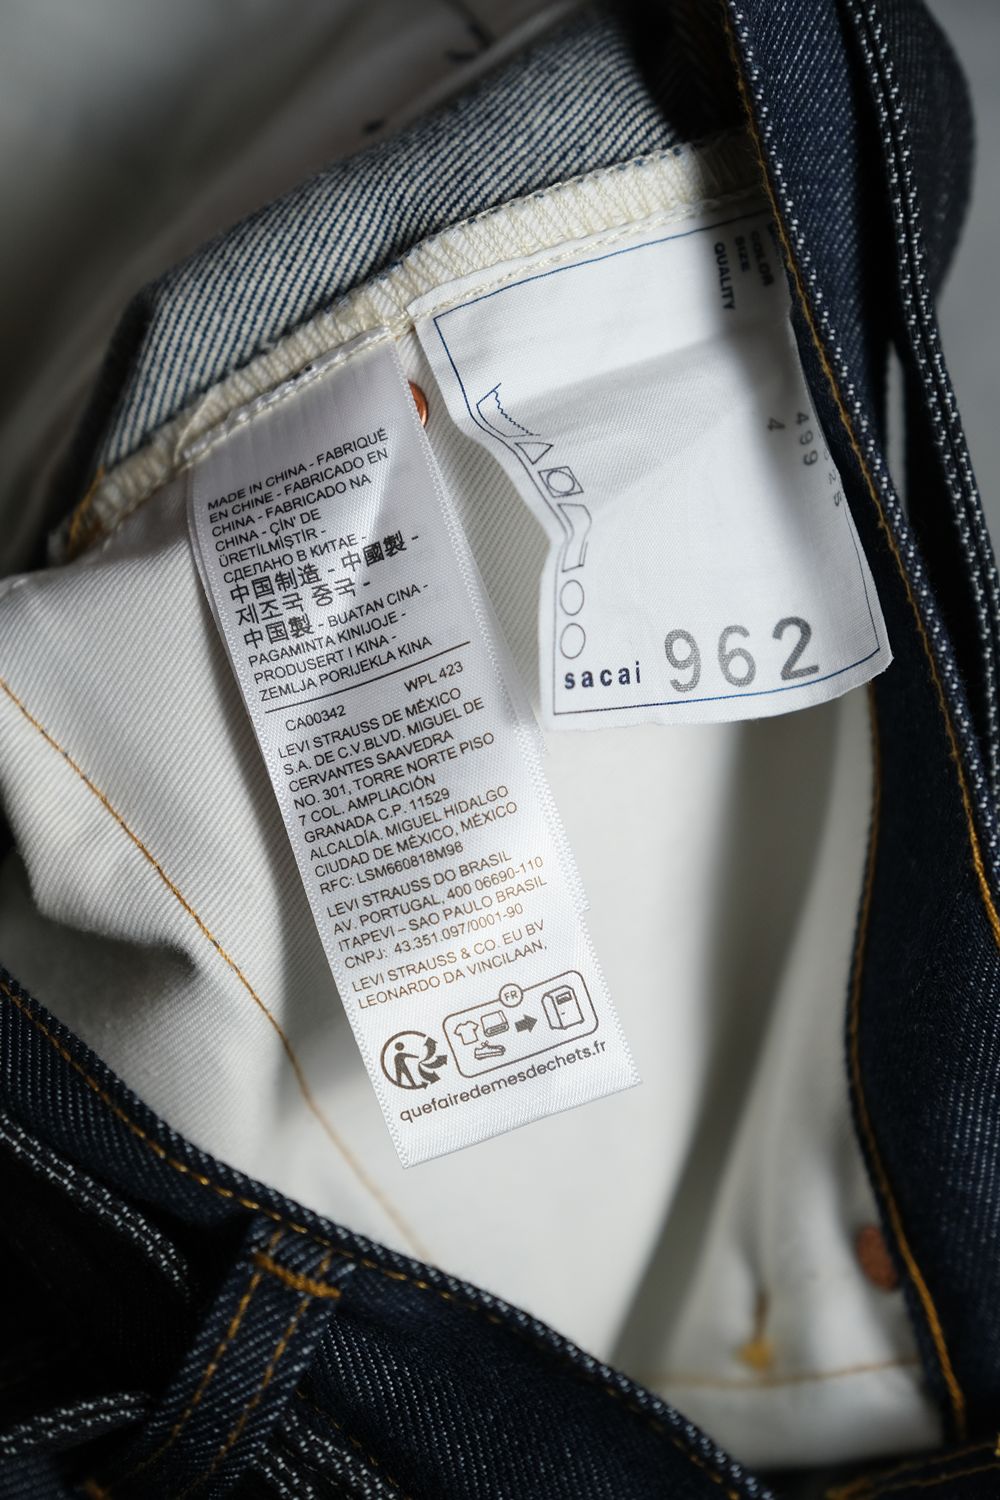 MADE IN CHINA - FABRIQUÉ
EN CHINE - FABRICADO EN
CHINA - FABRICADO NA
CHINA - ÇİN' DE
ÜRETİLMİŞTİR -
СДЕЛАНО В КИТАЕ -
中国制造 - 中國製 -
제조국 중국 -
中国製 - BUATAN CINA -
PAGAMINTA KINIJOJE -
PRODUSERT I KINA -
ZEMLJA PORIJEKLA KINA
WPL 423
CA00342
LEVI STRAUSS DE MÉXICO
S.A. DE C.V.BLVD. MIGUEL DE
CERVANTES SAAVEDRA
NO. 301, TORRE NORTE PISO
7 COL. AMPLIACIÓN
GRANADA C.P. 11529
ALCALDÍA. MIGUEL HIDALGO
CIUDAD DE MÉXICO, MÉXICO
RFC: LSM660818M98
LEVI STRAUSS DO BRASIL
AV. PORTUGAL, 400 06690-110
ITAPEVI – SAO PAULO BRASIL
CNPJ: 43.351.097/0001-90
LEVI STRAUSS & CO. EU BV
LEONARDO DA VINCILAAN,
FR
quefairedemesdechets.fr
COLOR
SIZE
QUALITY
499
4
sacai 962